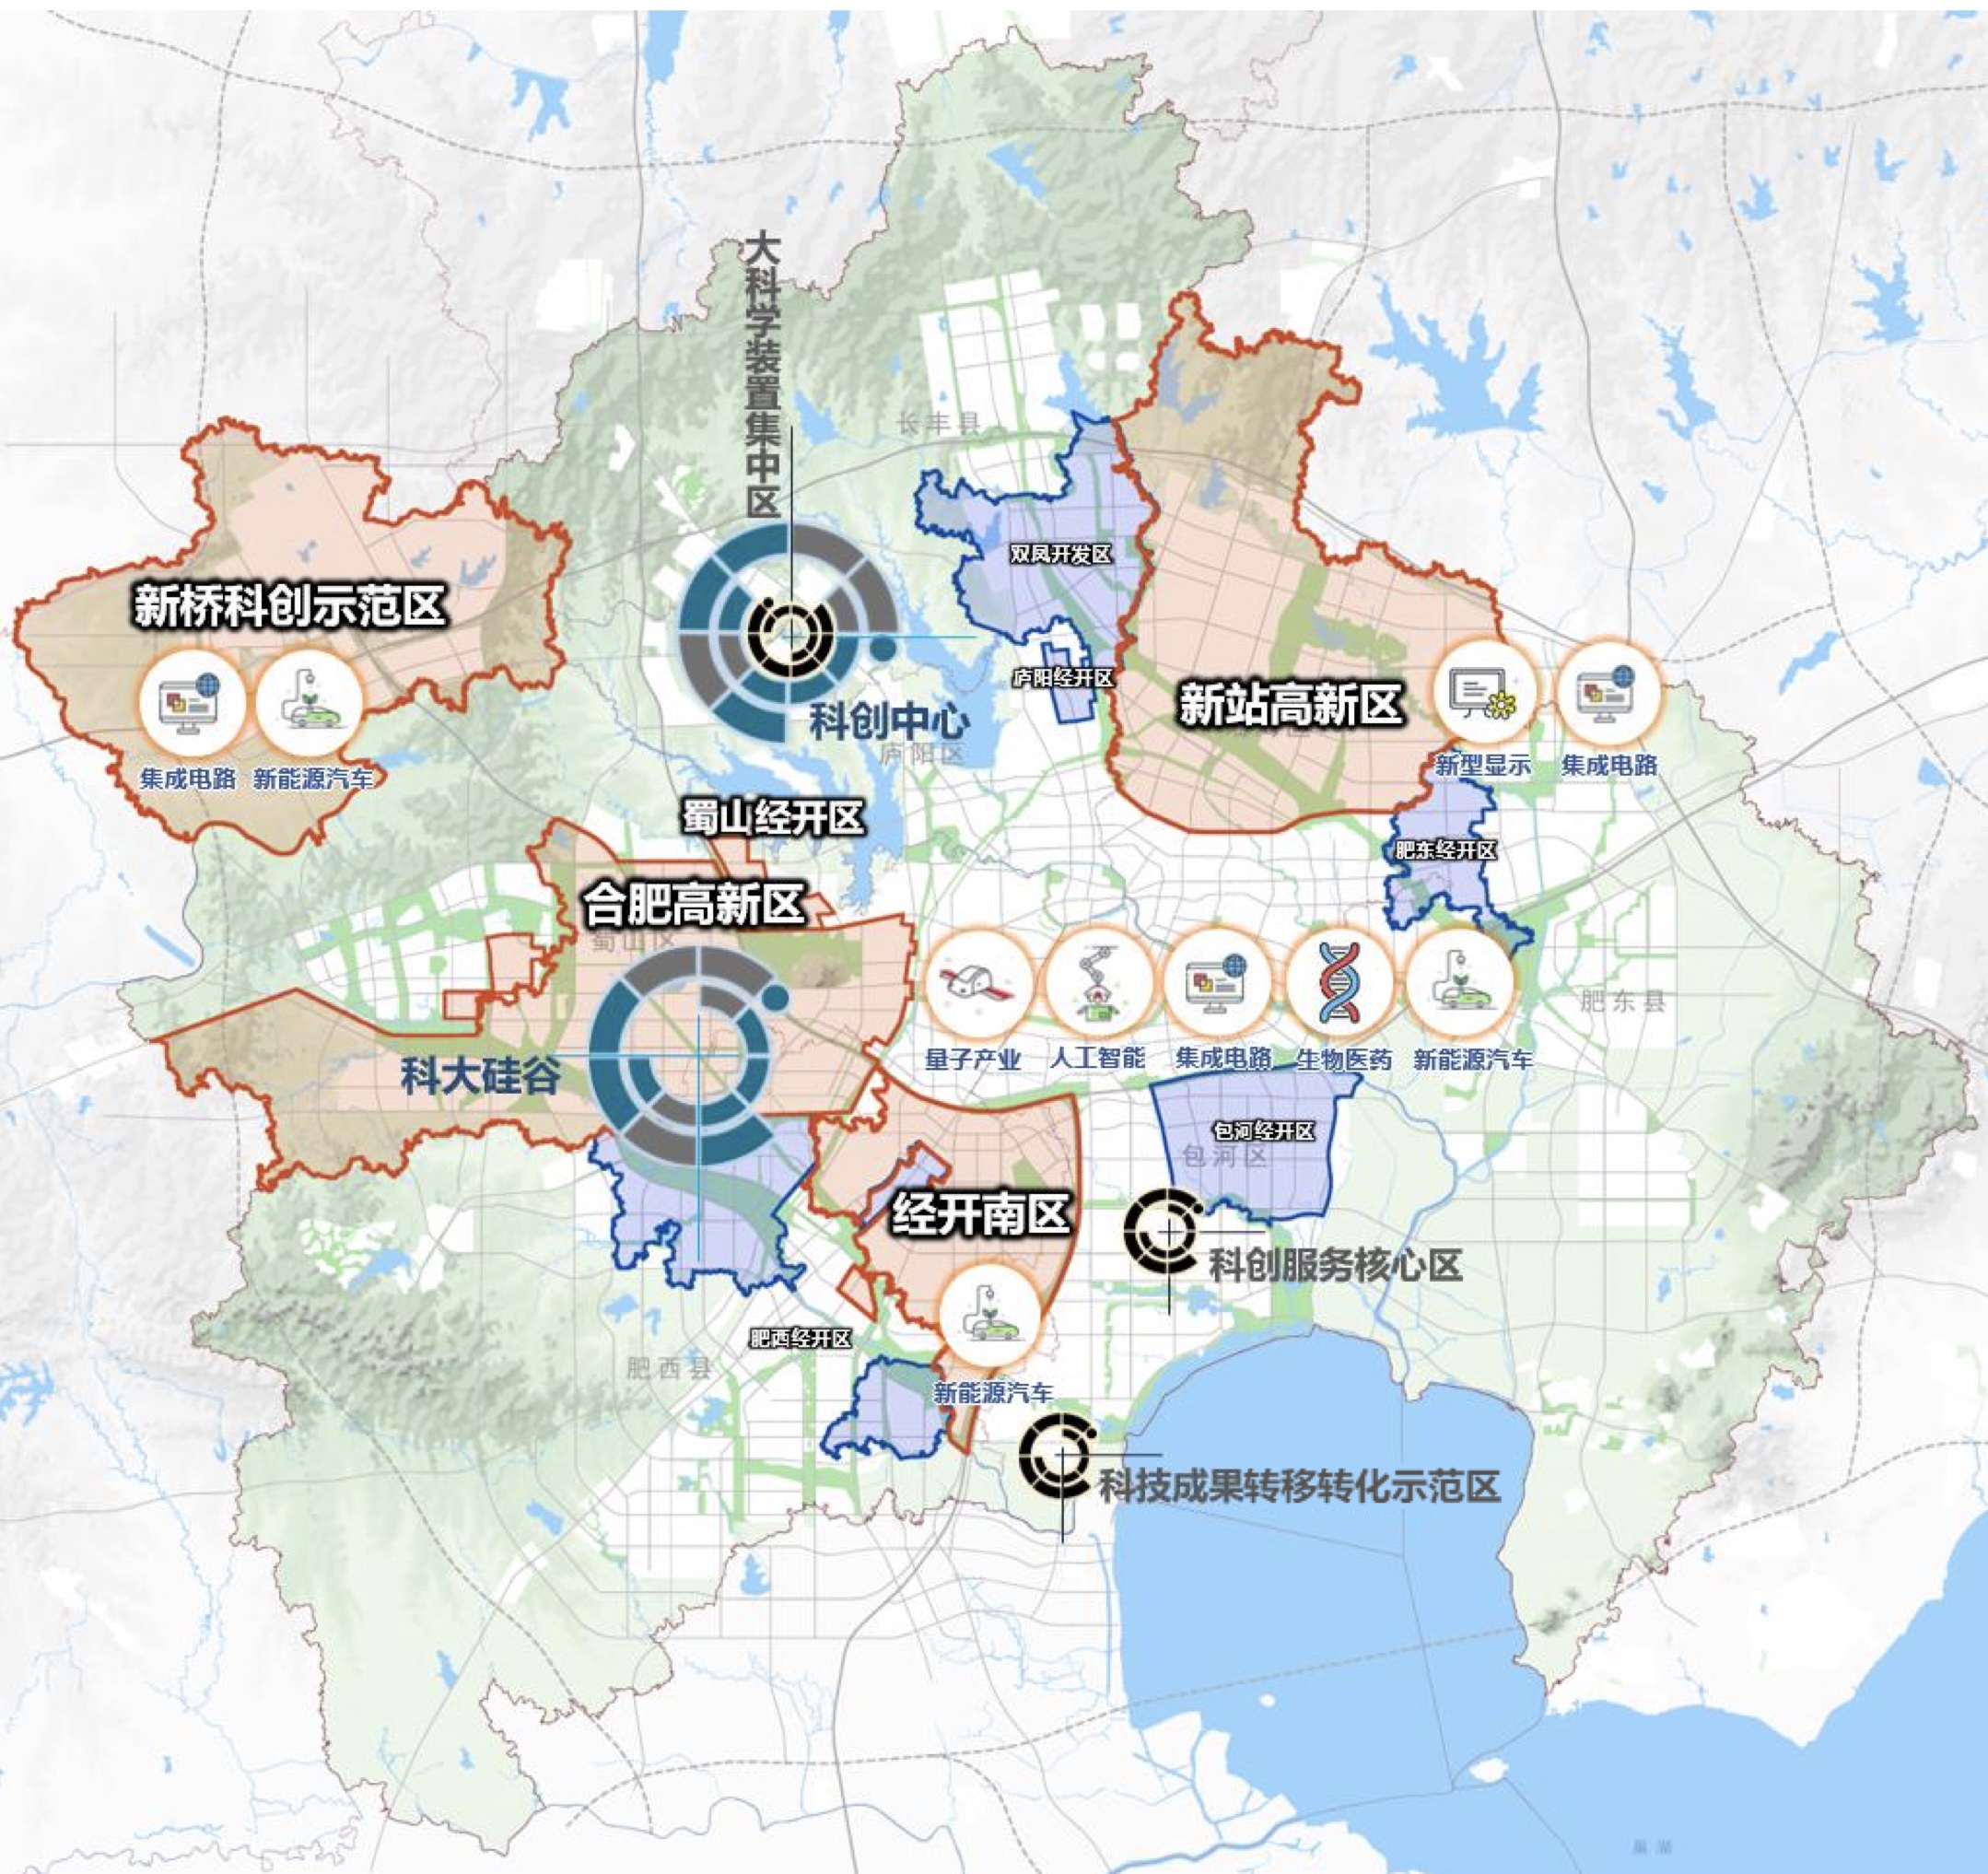 大科学装置集中区
长丰县
双凤开发区
新桥科创示范区
庐阳经开区
新站高新区
科创中心
庐阳区
集成电路
新能源汽车
新型显示
集成电路
蜀山经开区
肥东经开区
合肥高新区
蜀山区
肥东县
量子产业
人工智能
集成电路
生物医药
新能源汽车
科大硅谷
包河经开区
包河区
经开南区
科创服务核心区
肥西经开区
肥西县
新能源汽车
科技成果转移转化示范区
巢湖